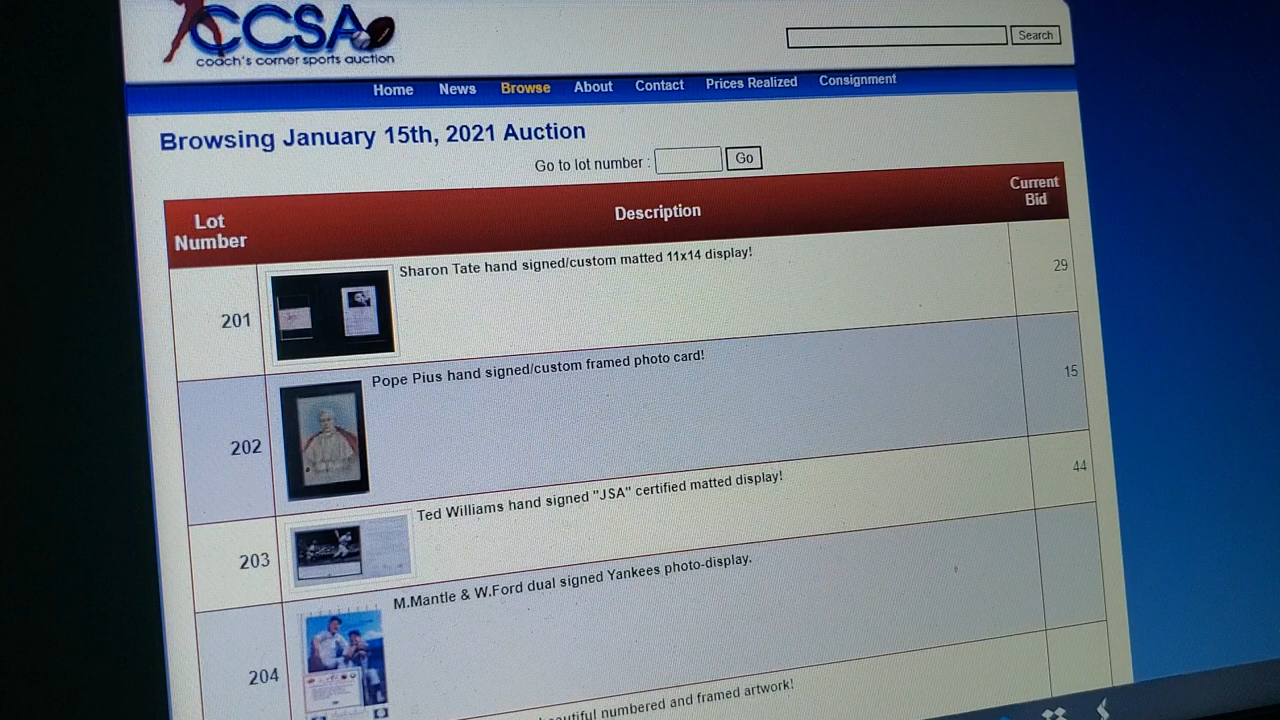 CCSA
coach's corner sports auction
Search
Home News Browse About Contact Prices Realized Consignment
Browsing January 15th, 2021 Auction
Go to lot number : Go
Lot Number Description Current Bid
201 Sharon Tate hand signed/custom matted 11x14 display! 29
202 Pope Pius hand signed/custom framed photo card! 15
203 Ted Williams hand signed "JSA" certified matted display! 44
204 M.Mantle & W.Ford dual signed Yankees photo-display.
numbered and framed artwork!